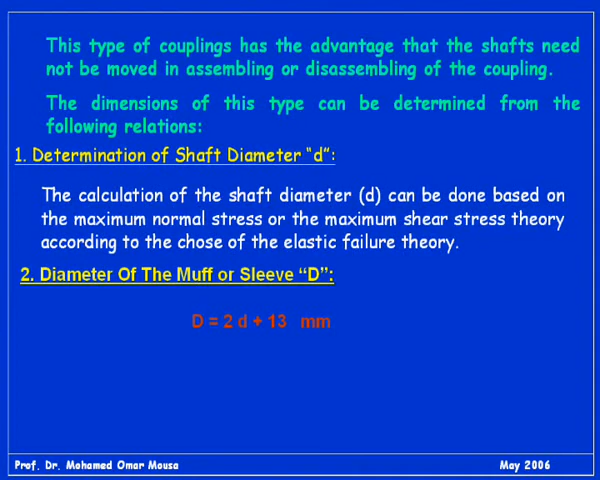 This type of couplings has the advantage that the shafts need
not be moved in assembling or disassembling of the coupling.
The dimensions of this type can be determined from the
following relations:
1. Determination of Shaft Diameter "d":
The calculation of the shaft diameter (d) can be done based on
the maximum normal stress or the maximum shear stress theory
according to the chose of the elastic failure theory.
2. Diameter Of The Muff or Sleeve “D”:
D = 2 d + 13 mm
Prof. Dr. Mohamed Omar Mousa
May 2006